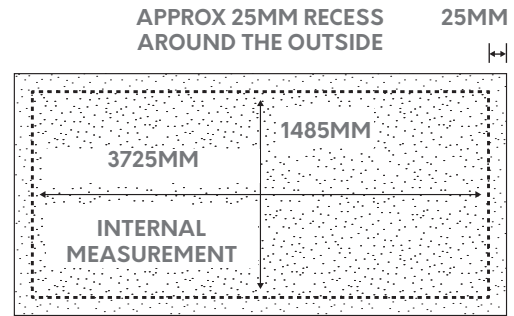 APPROX 25MM RECESS
AROUND THE OUTSIDE
25MM
1485MM
3725MM
INTERNAL
MEASUREMENT